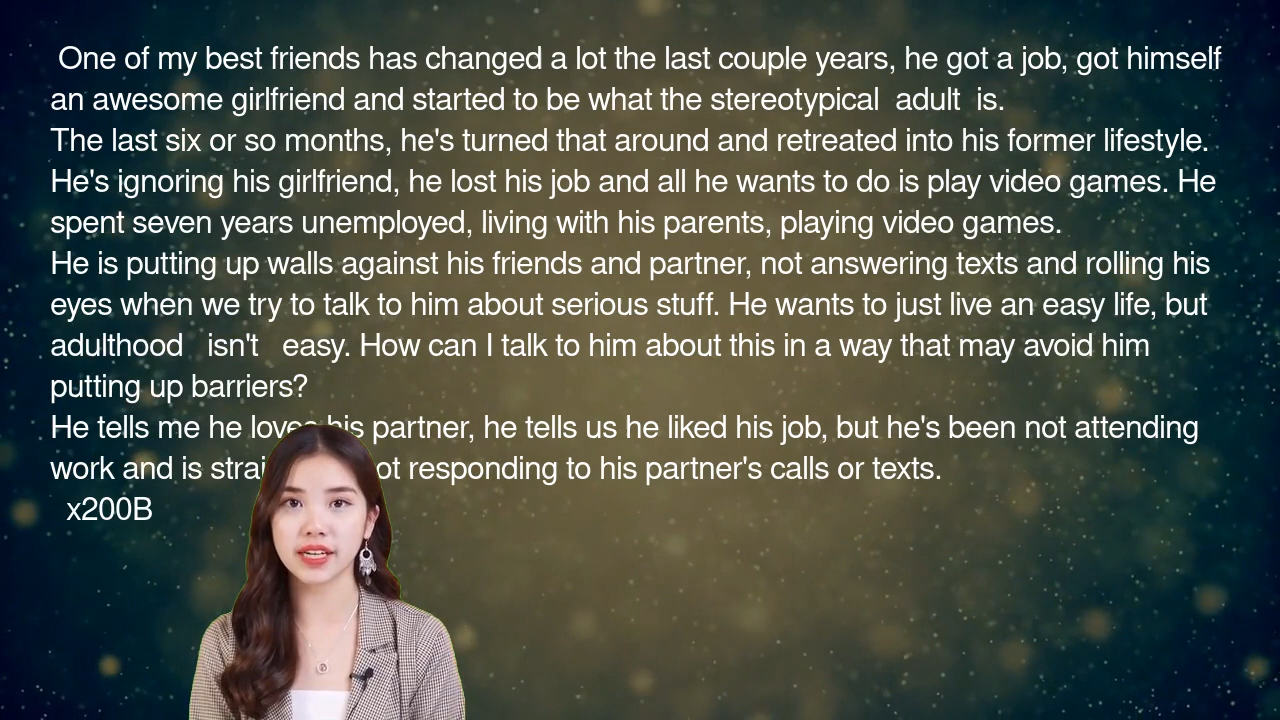 One of my best friends has changed a lot the last couple years, he got a job, got himself
an awesome girlfriend and started to be what the stereotypical adult is.
The last six or so months, he's turned that around and retreated into his former lifestyle.
He's ignoring his girlfriend, he lost his job and all he wants to do is play video games. He
spent seven years unemployed, living with his parents, playing video games.
He is putting up walls against his friends and partner, not answering texts and rolling his
eyes when we try to talk to him about serious stuff. He wants to just live an easy life, but
adulthood isn't easy. How can I talk to him about this in a way that may avoid him
putting up barriers?
He tells me he loves his partner, he tells us he liked his job, but he's been not attending
work and is responding to his partner's calls or texts.
x200B